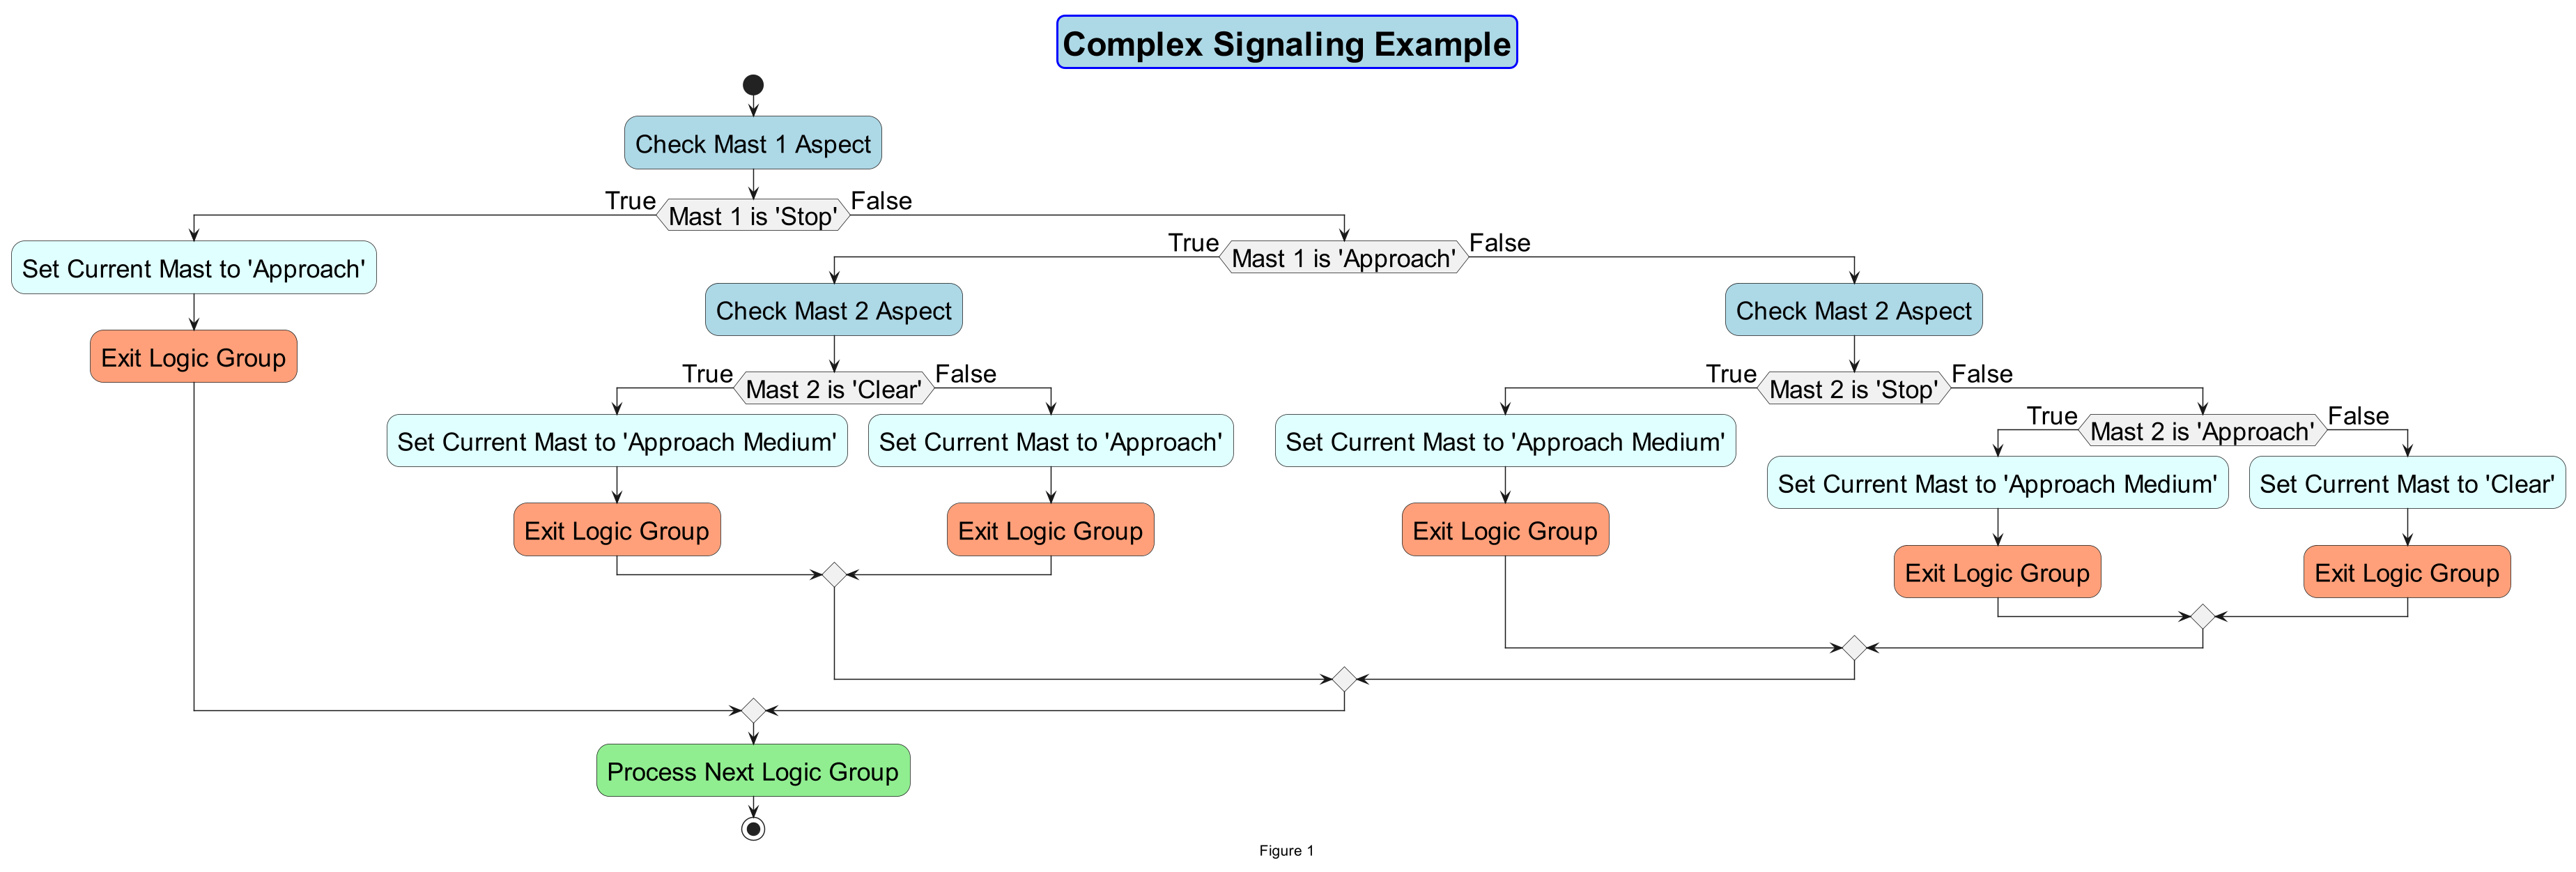 Complex Signaling Example
Check Mast 1 Aspect
True
Mast 1 is 'Stop'
False
Set Current Mast to 'Approach'
Exit Logic Group
True
Mast 1 is 'Approach'
False
Check Mast 2 Aspect
True
Mast 2 is 'Clear'
False
Set Current Mast to 'Approach Medium'
Exit Logic Group
Set Current Mast to 'Approach'
Exit Logic Group
Check Mast 2 Aspect
True
Mast 2 is 'Stop'
False
Set Current Mast to 'Approach Medium'
Exit Logic Group
True
Mast 2 is 'Approach'
False
Set Current Mast to 'Approach Medium'
Exit Logic Group
Set Current Mast to 'Clear'
Exit Logic Group
Process Next Logic Group
Figure 1